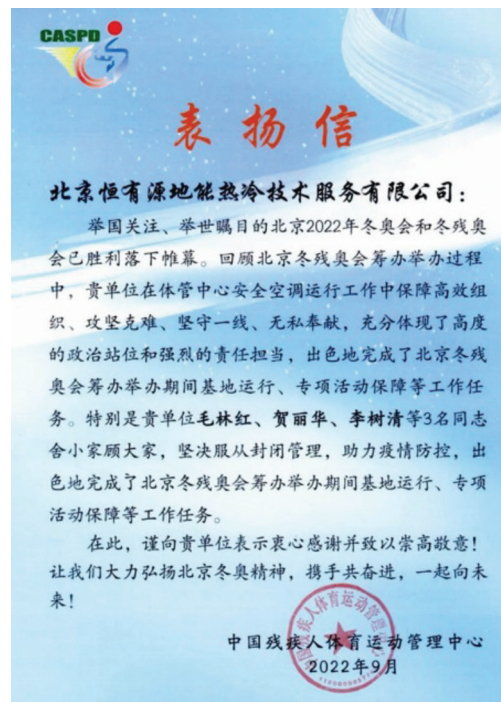 CASPD
表扬信
北京恒有源地能热冷技术服务有限公司：
举国关注、举世瞩目的北京2022年冬奥会和冬残奥
会已胜利落下帷幕。回顾北京冬残奥会筹办举办过程
中，贵单位在体管中心安全空调运行工作中保障高效组
织、攻坚克难、坚守一线、无私奉献，充分体现了高度
的政治站位和强烈的责任担当，出色地完成了北京冬残
奥会筹办举办期间基地运行、专项活动保障等工作任
务。特别是贵单位毛林红、贺丽华、李树清等3名同志
舍小家顾大家，坚决服从封闭管理，助力疫情防控，出
色地完成了北京冬残奥会筹办举办期间基地运行、专项
活动保障等工作任务。
在此，谨向贵单位表示衷心感谢并致以崇高敬意！
让我们大力弘扬北京冬奥精神，携手共奋进，一起向未
来！
中国残疾人体育运动管理中心
2022年9月
中国残疾人体育运动管理中心